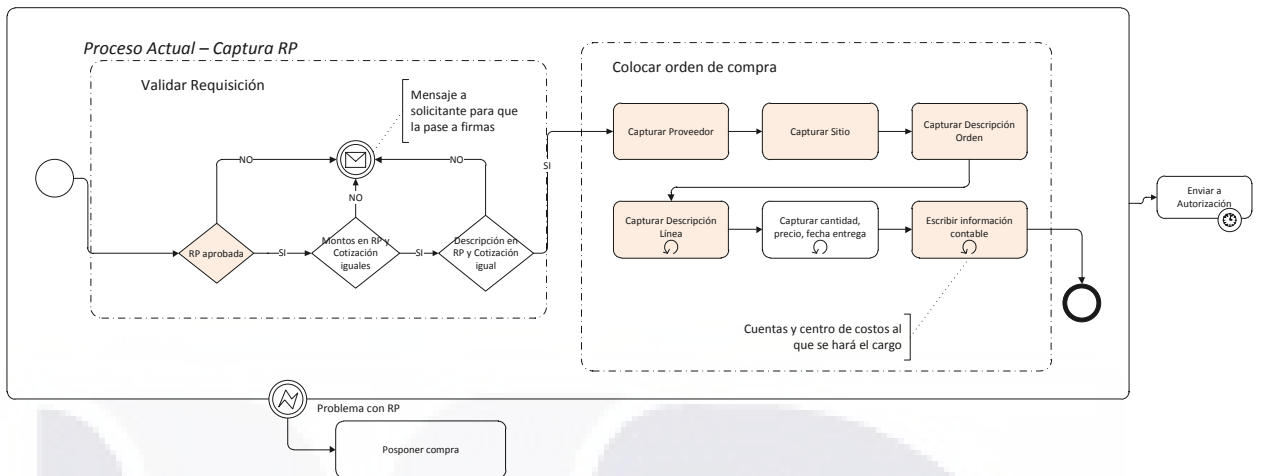 Proceso Actual – Captura RP
Validar Requisición
Mensaje a
solicitante para que
la pase a firmas
NO
NO
NO
RP aprobada
SI
Montos en RP y
Cotización
iguales
SI
Descripción en
RP y Cotización
igual
SI
Colocar orden de compra
Capturar Proveedor
Capturar Sitio
Capturar Descripción
Orden
Capturar Descripción
Línea
Capturar cantidad,
precio, fecha entrega
Escribir información
contable
Cuentas y centro de costos al
que se hará el cargo
Enviar a
Autorización
Problema con RP
Posponer compra